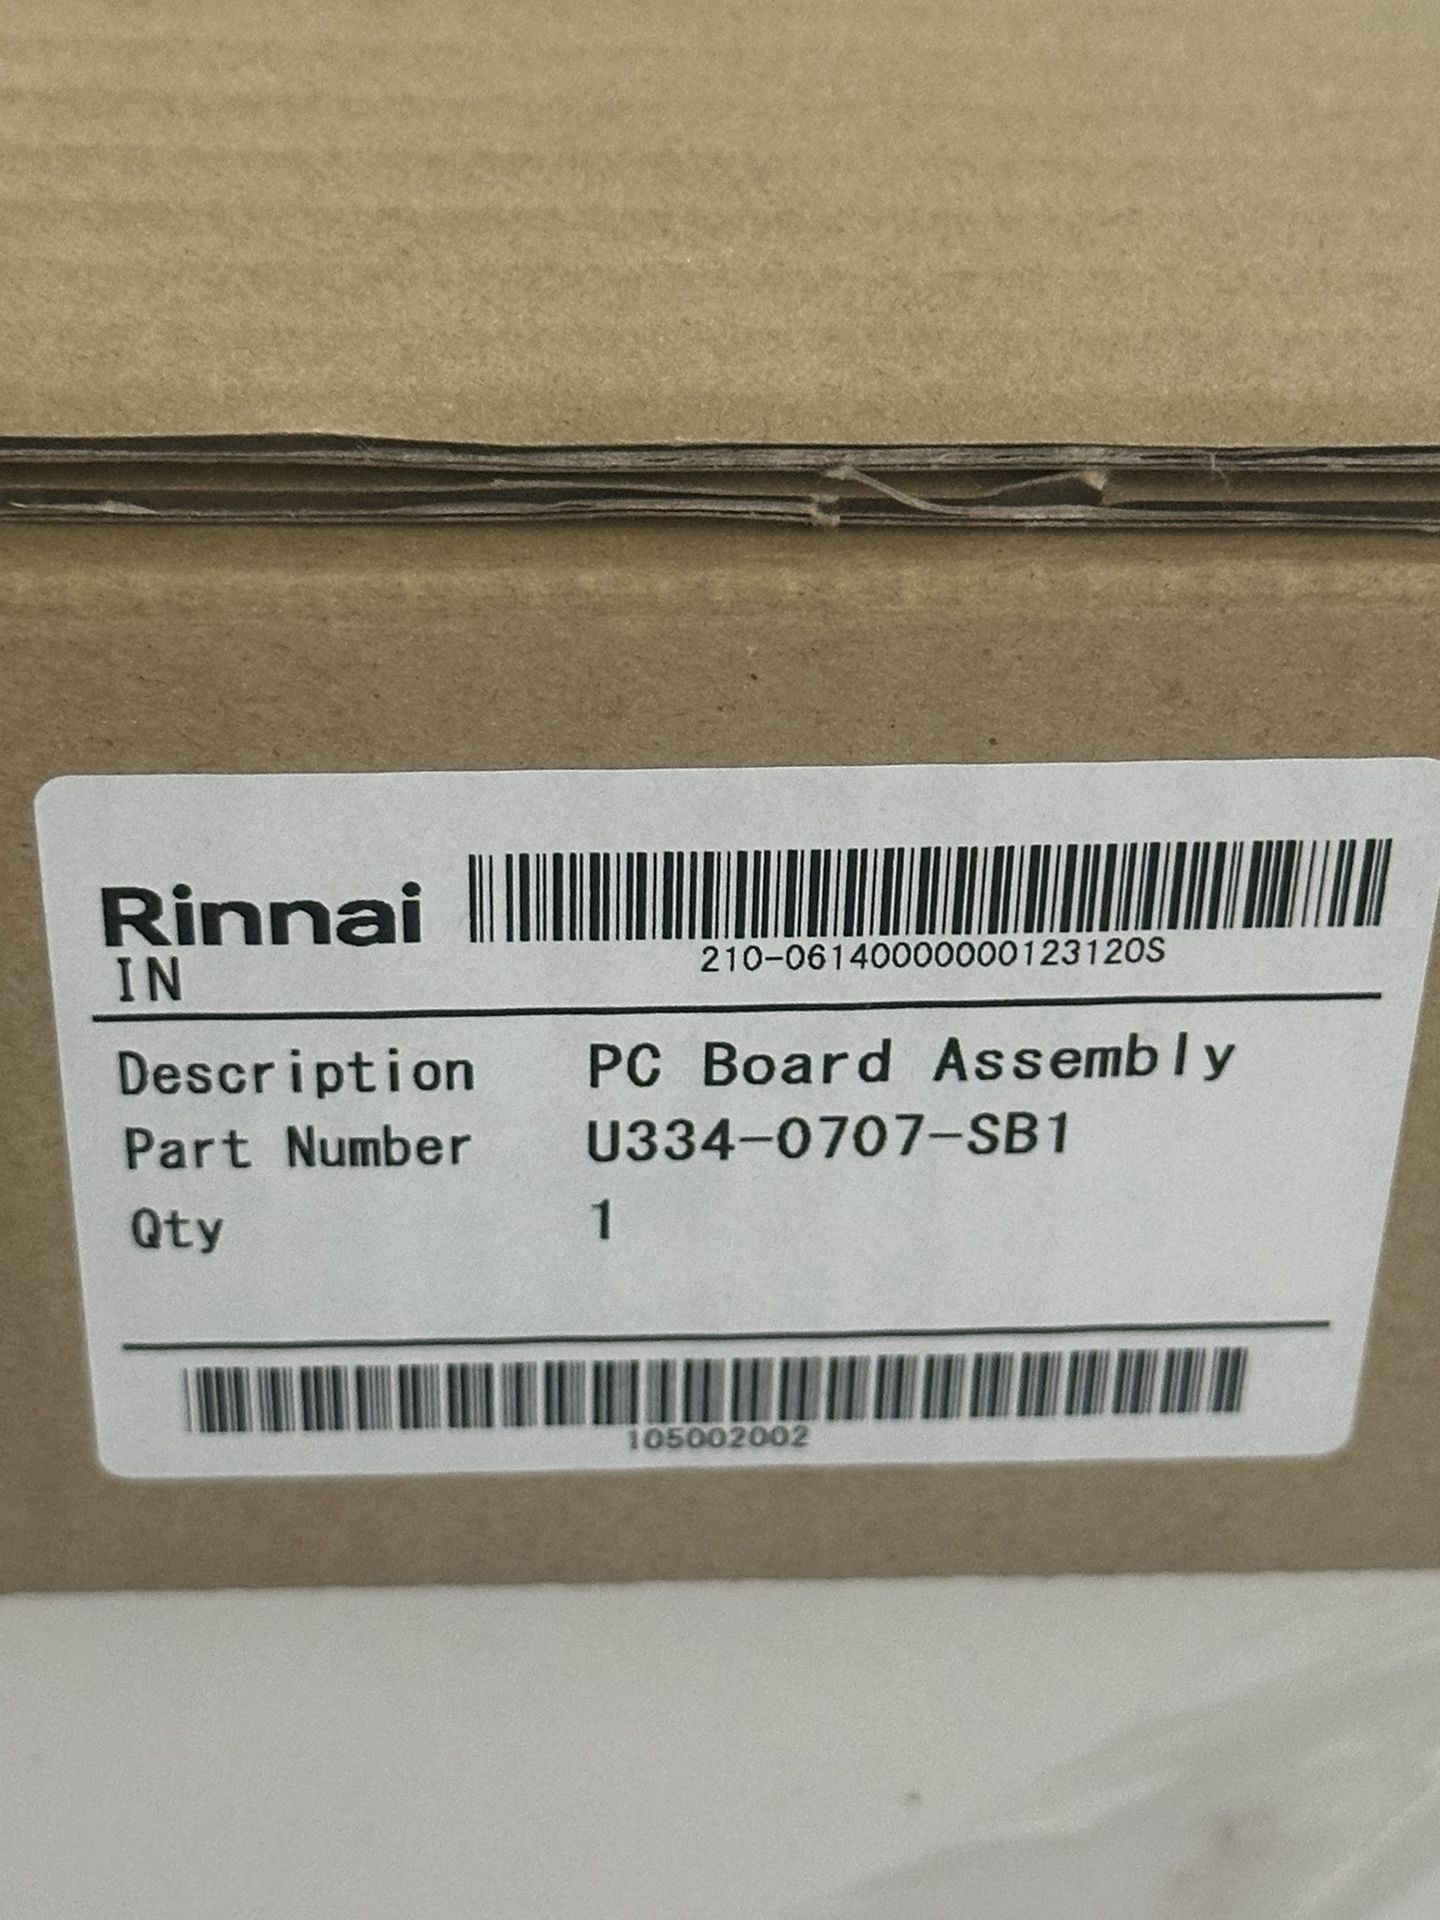 Rinnai
210-06140000000123120S
IN
Description PC Board Assembly
Part Number U334-0707-SB1
Qty 1
105002002